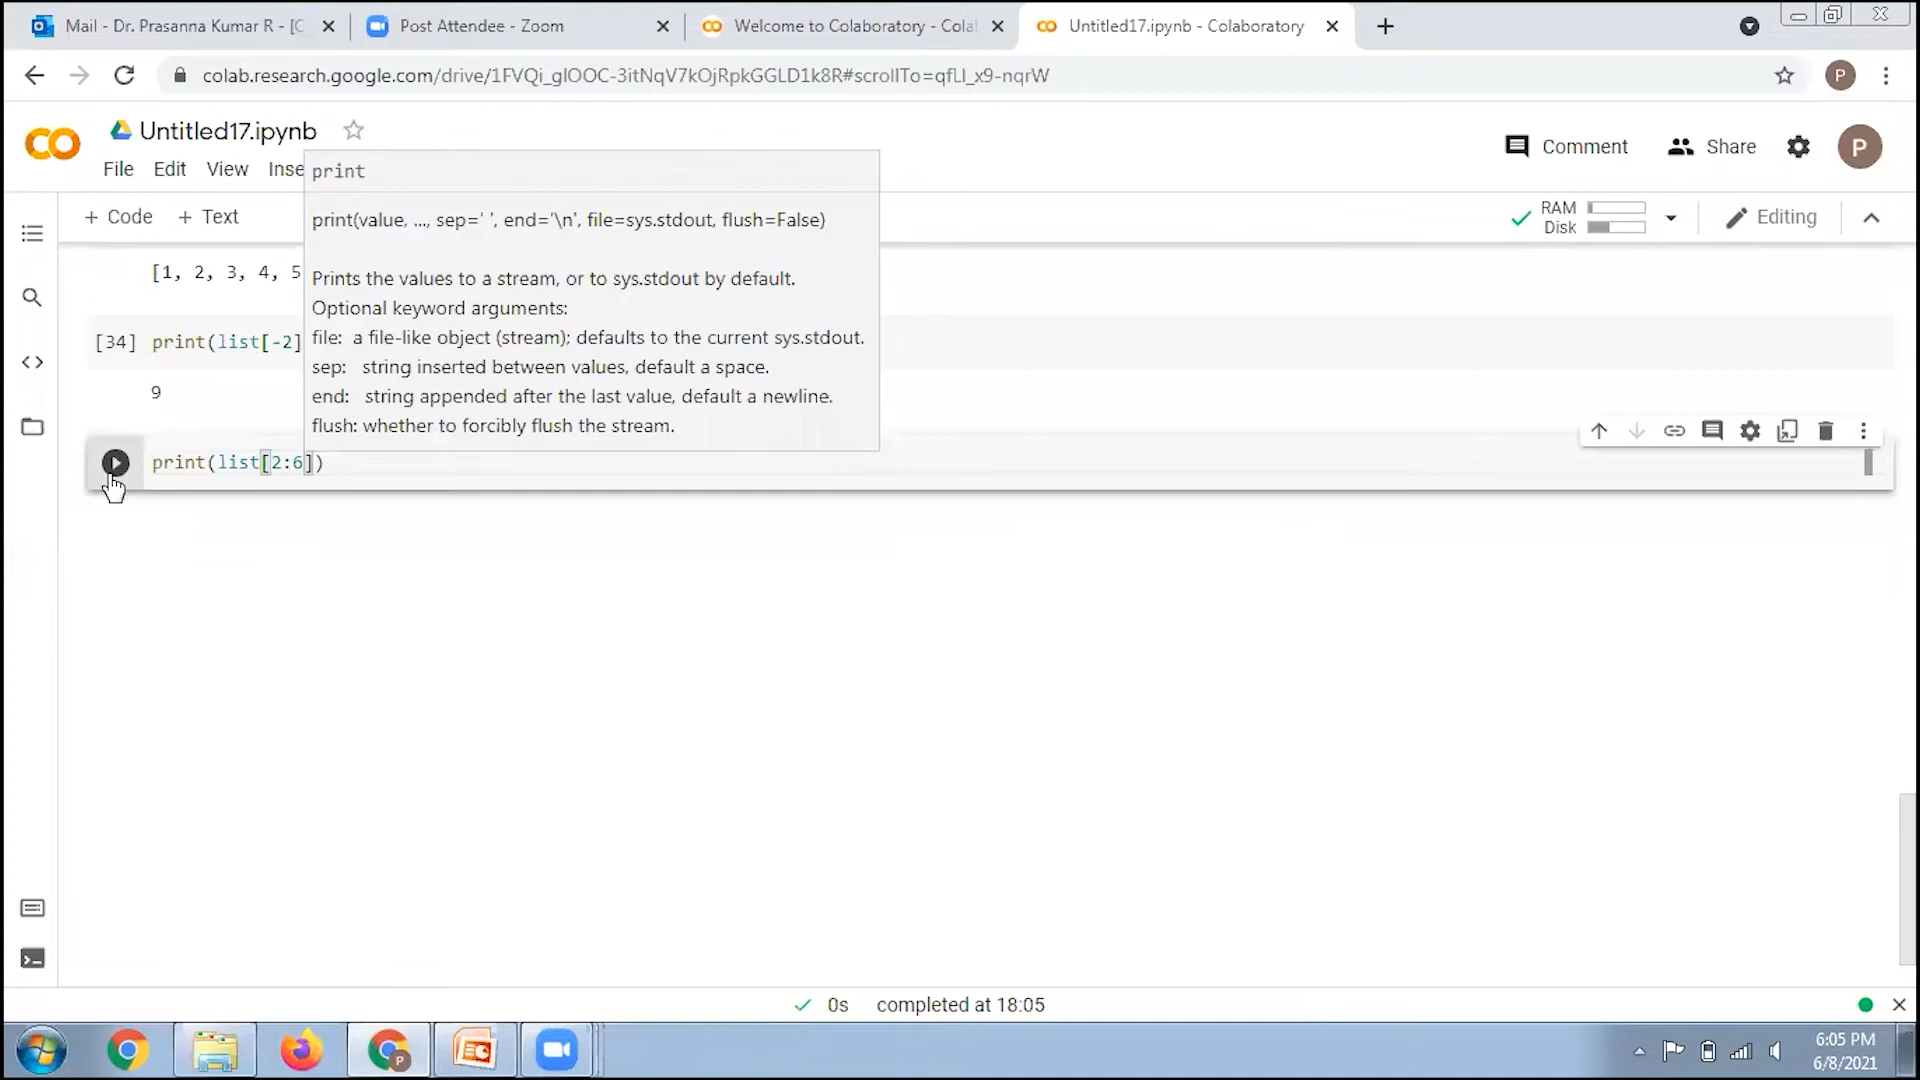 Mail - Dr. Prasanna Kumar R - [C
Post Attendee - Zoom
Welcome to Colaboratory - Colal
Untitled17.ipynb - Colaboratory
colab.research.google.com/drive/1FVQi_glOOC-3itNqV7kOjRpkGGLD1k8R#scrollTo=qfLI_x9-nqrW
P
Untitled17.ipynb
Comment
Share
P
File Edit View Inse
print
+ Code + Text
print(value, ..., sep=' ', end='\n', file=sys.stdout, flush=False)
RAM
Disk
Editing
[1, 2, 3, 4, 5
Prints the values to a stream, or to sys.stdout by default.
Optional keyword arguments:
[34] print(list[-2]
file: a file-like object (stream); defaults to the current sys.stdout.
sep: string inserted between values, default a space.
9
end: string appended after the last value, default a newline.
flush: whether to forcibly flush the stream.
print(list[2:6])
0s completed at 18:05
6:05 PM
6/8/2021